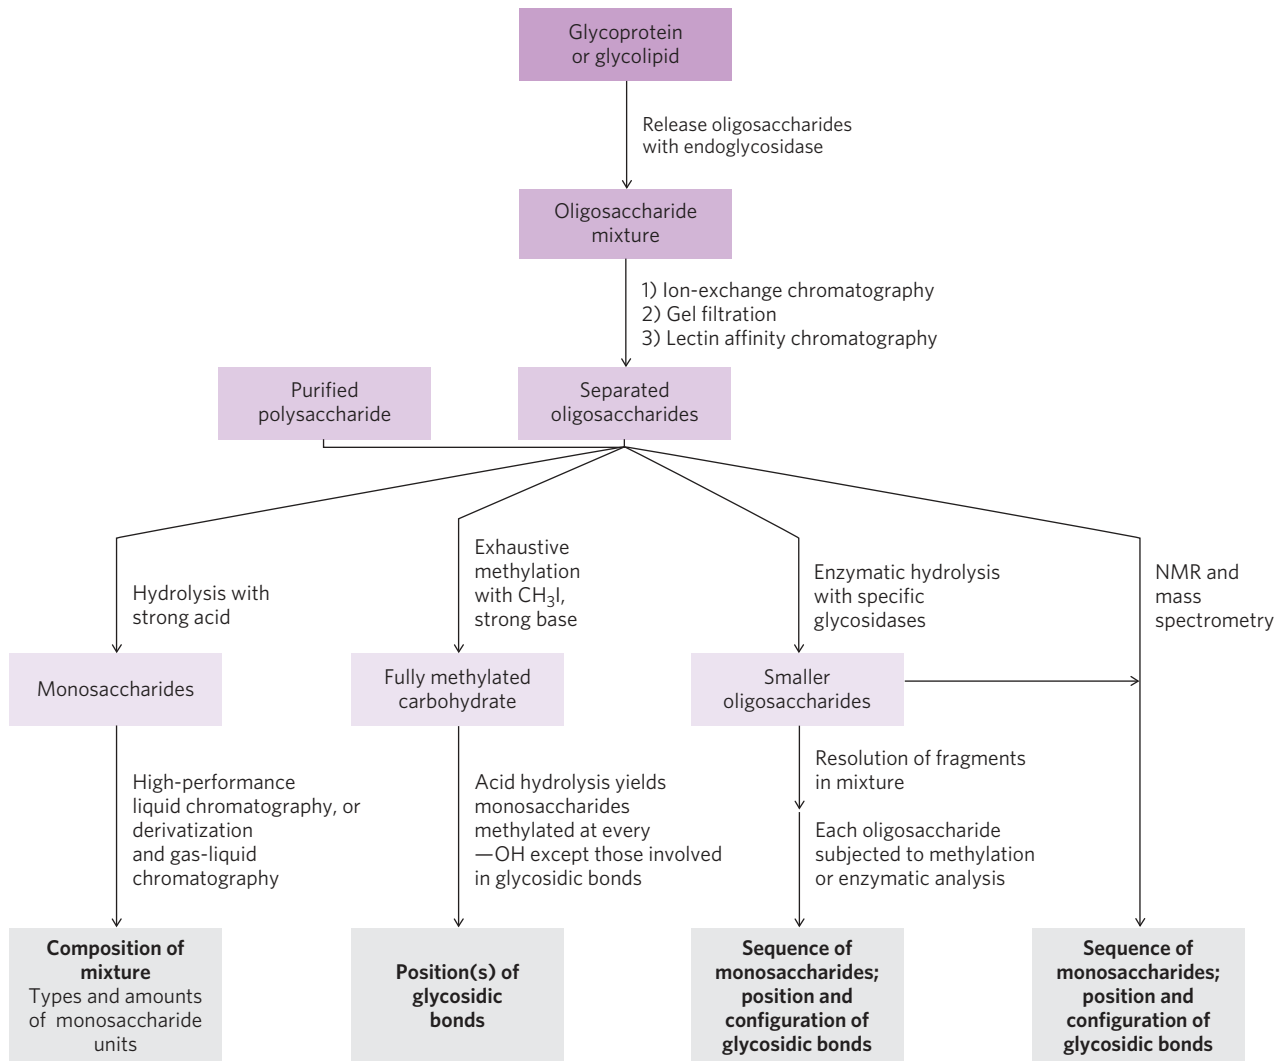 Glycoprotein
or glycolipid
Release oligosaccharides
with endoglycosidase
Oligosaccharide
mixture
1) Ion-exchange chromatography
2) Gel filtration
3) Lectin affinity chromatography
Purified
polysaccharide
Separated
oligosaccharides
Hydrolysis with
strong acid
Exhaustive
methylation
with CH₃I,
strong base
Enzymatic hydrolysis
with specific
glycosidases
NMR and
mass
spectrometry
Monosaccharides
Fully methylated
carbohydrate
Smaller
oligosaccharides
High-performance
liquid chromatography, or
derivatization
and gas-liquid
chromatography
Acid hydrolysis yields
monosaccharides
methylated at every
—OH except those involved
in glycosidic bonds
Resolution of fragments
in mixture
Each oligosaccharide
subjected to methylation
or enzymatic analysis
Composition of
mixture
Types and amounts
of monosaccharide
units
Position(s) of
glycosidic
bonds
Sequence of
monosaccharides;
position and
configuration of
glycosidic bonds
Sequence of
monosaccharides;
position and
configuration of
glycosidic bonds